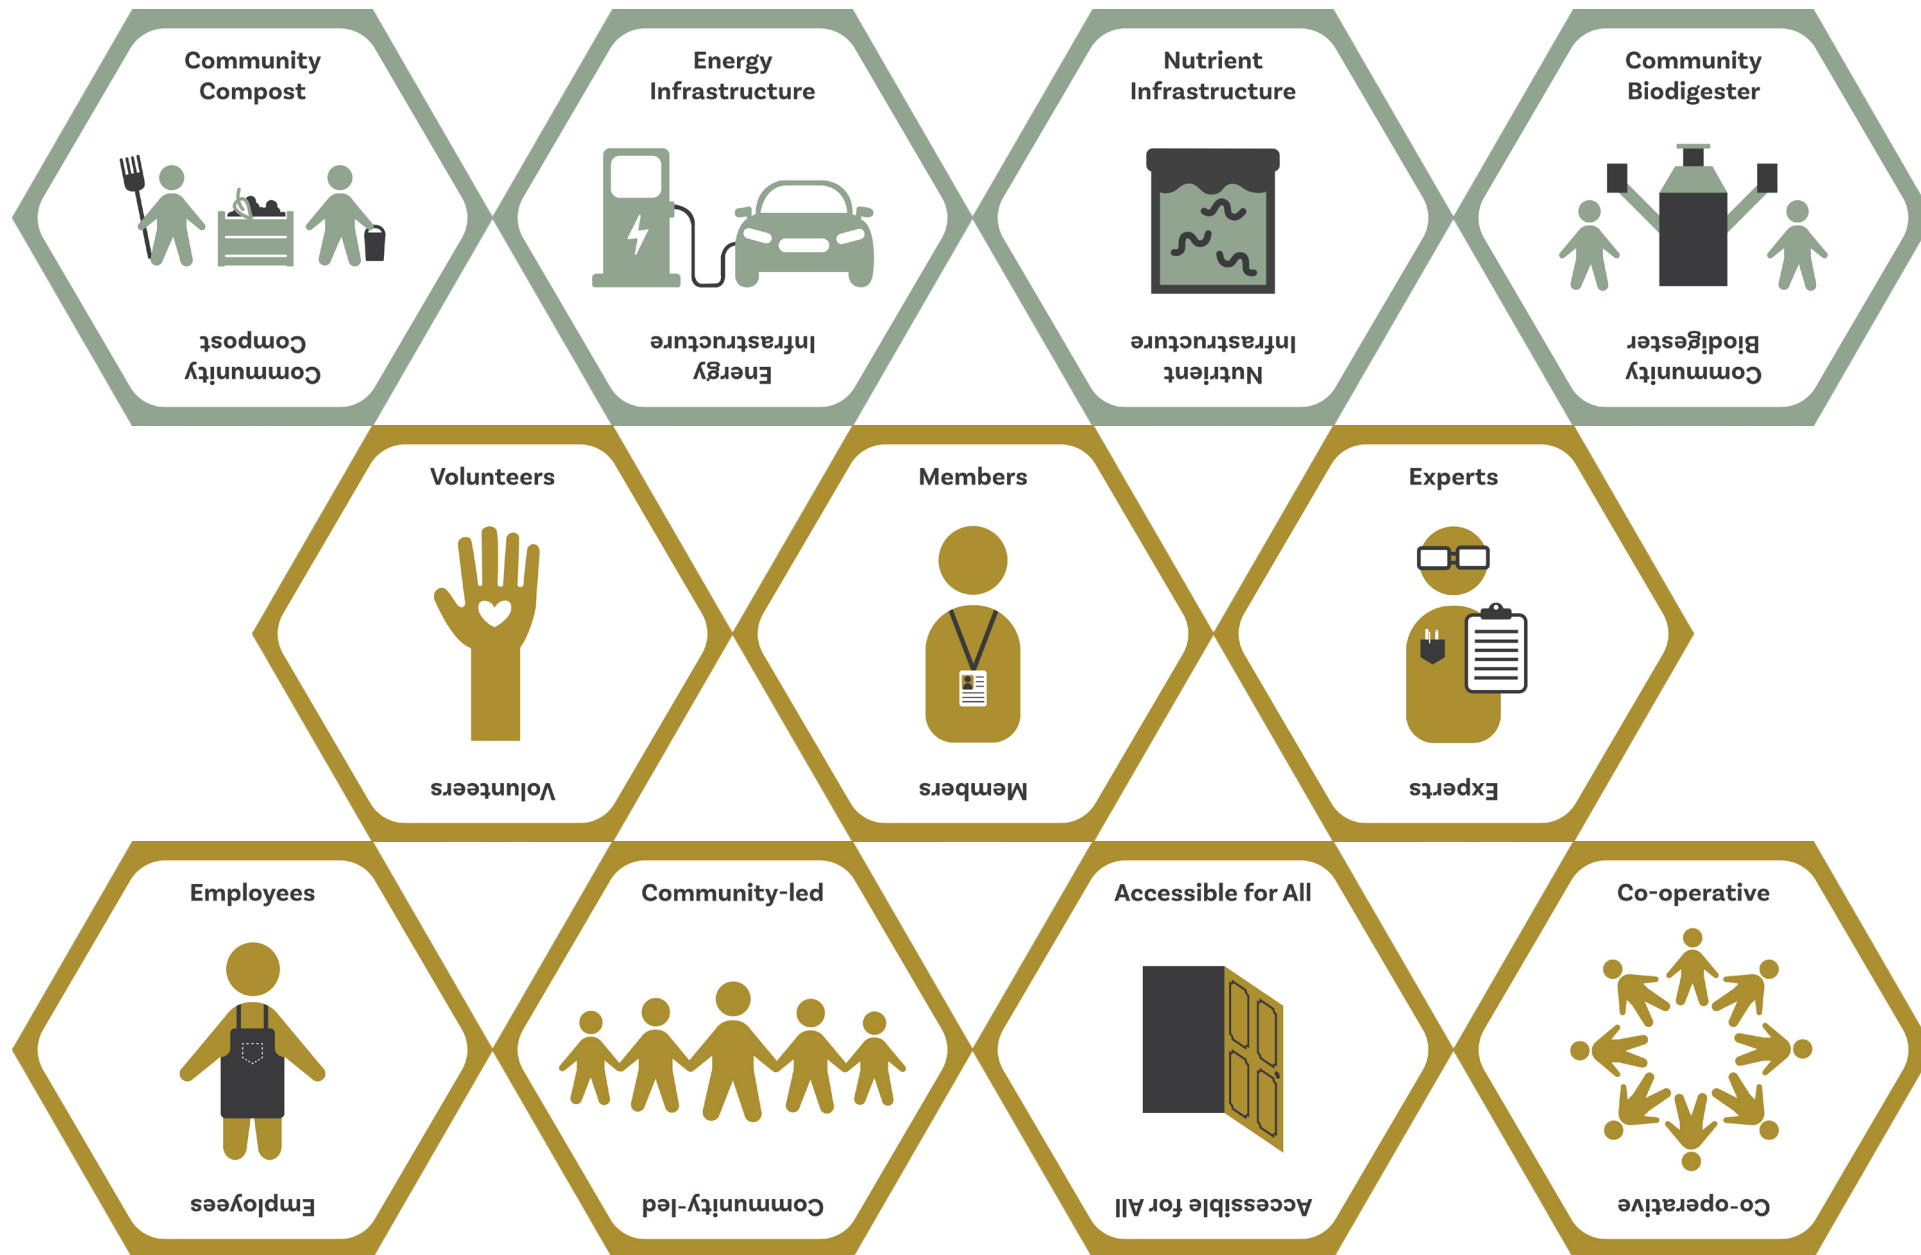 Community
Compost
Energy
Infrastructure
Nutrient
Infrastructure
Community
Biodigester
Community
Compost
Energy
Infrastructure
Nutrient
Infrastructure
Community
Biodigester
Volunteers
Members
Experts
Volunteers
Members
Experts
Employees
Community-led
Accessible for All
Co-operative
Employees
Community-led
Accessible for All
Co-operative